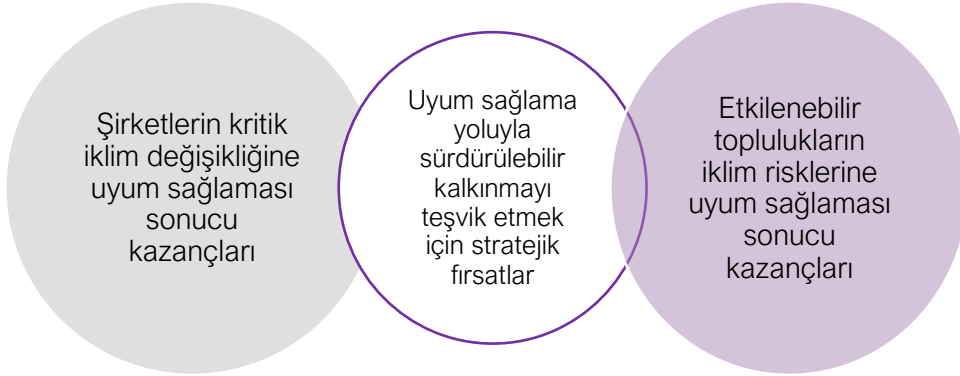 Şirketlerin kritik
iklim değişikliğine
uyum sağlaması
sonucu
kazançları
Uyum sağlama
yoluyla
sürdürülebilir
kalkınmayı
teşvik etmek
için stratejik
fırsatlar
Etkilenebilir
toplulukların
iklim risklerine
uyum sağlaması
sonucu
kazançları